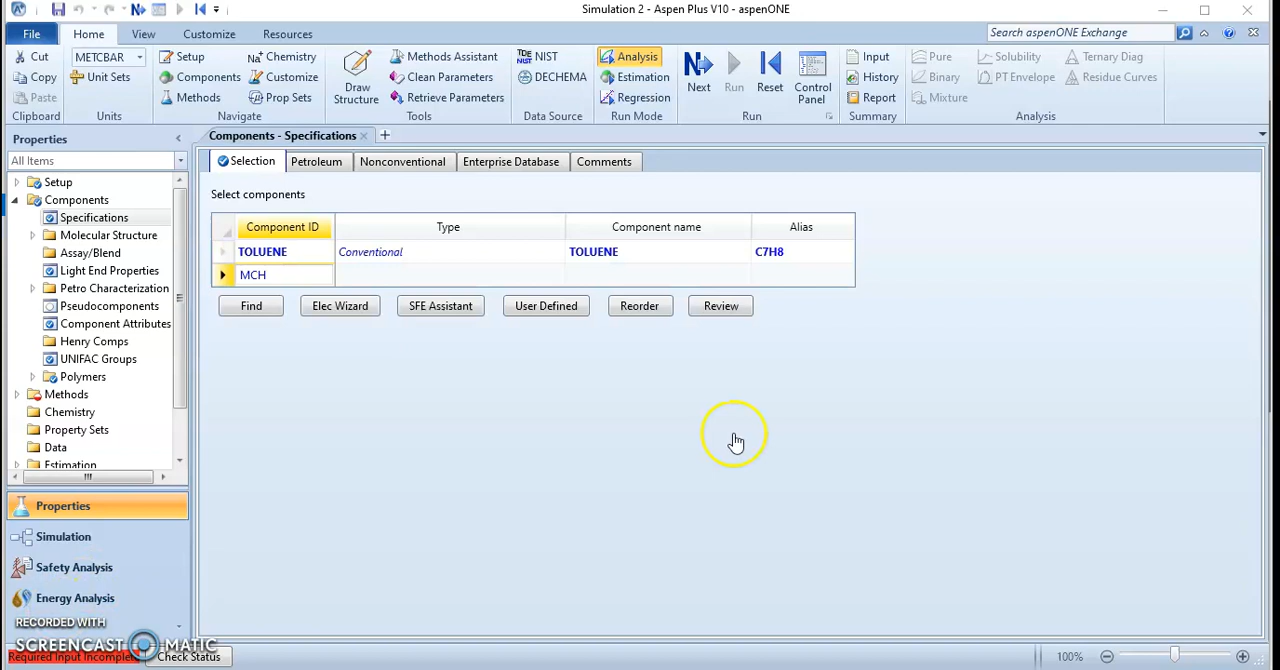 Simulation 2 - Aspen Plus V10 - aspenONE
File Home View Customize Resources Search aspenONE Exchange
Cut METCBAR Setup Chemistry Methods Assistant NIST Analysis Input Pure Solubility Ternary Diag
Copy Unit Sets Components Customize Clean Parameters DECHEMA Estimation History Binary PT Envelope Residue Curves
Paste Methods Prop Sets Draw Structure Retrieve Parameters Regression Next Run Reset Control Panel Report Mixture
Clipboard Units Navigate Tools Data Source Run Mode Run Summary Analysis
Properties
Components - Specifications
All Items
Selection Petroleum Nonconventional Enterprise Database Comments
Setup
Components
Specifications
Molecular Structure
Assay/Blend
Light End Properties
Petro Characterization
Pseudocomponents
Component Attributes
Henry Comps
UNIFAC Groups
Polymers
Methods
Chemistry
Property Sets
Data
Estimation
Select components
Component ID Type Component name Alias
TOLUENE Conventional TOLUENE C7H8
MCH
Find Elec Wizard SFE Assistant User Defined Reorder Review
Properties
Simulation
Safety Analysis
Energy Analysis
RECORDED WITH
SCREENCAST MATIC
Required Input Incomplete Check Status
100%